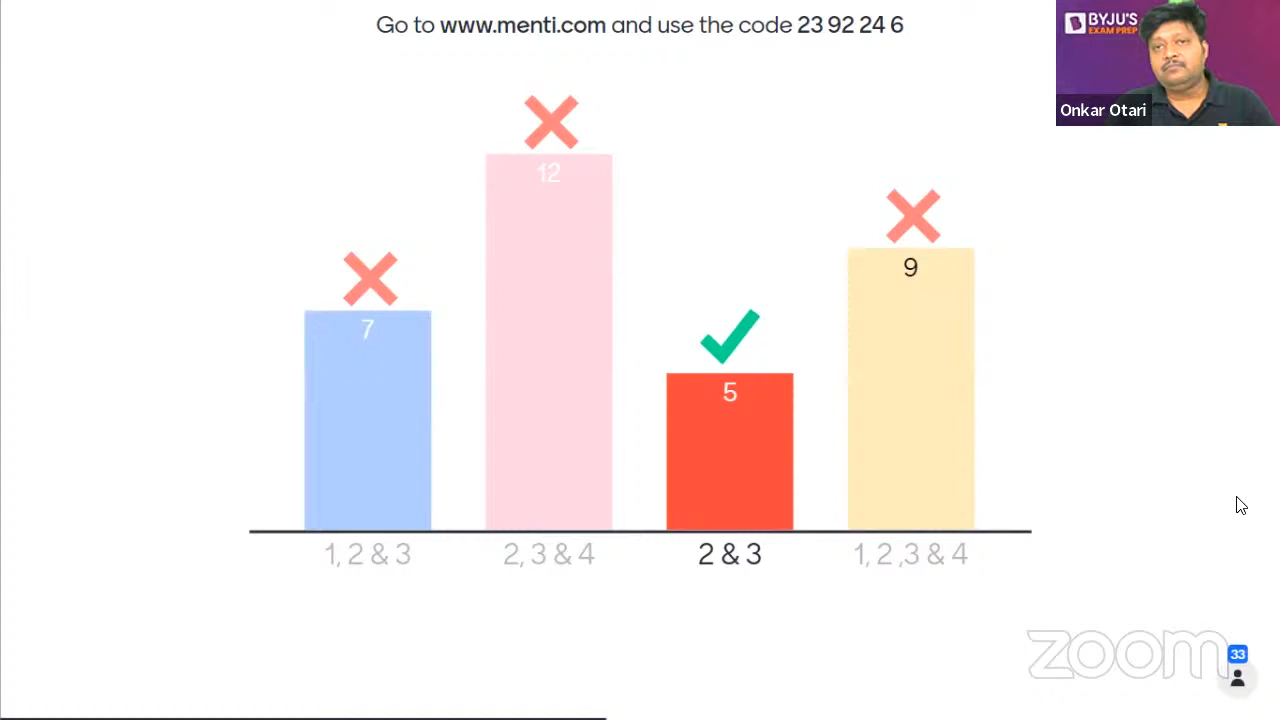 Go to www.menti.com and use the code 23 92 24 6
BYJU'S
EXAM PREP
Onkar Otari
12
9
7
5
1, 2 & 3
2, 3 & 4
2 & 3
1, 2 ,3 & 4
zoom
33